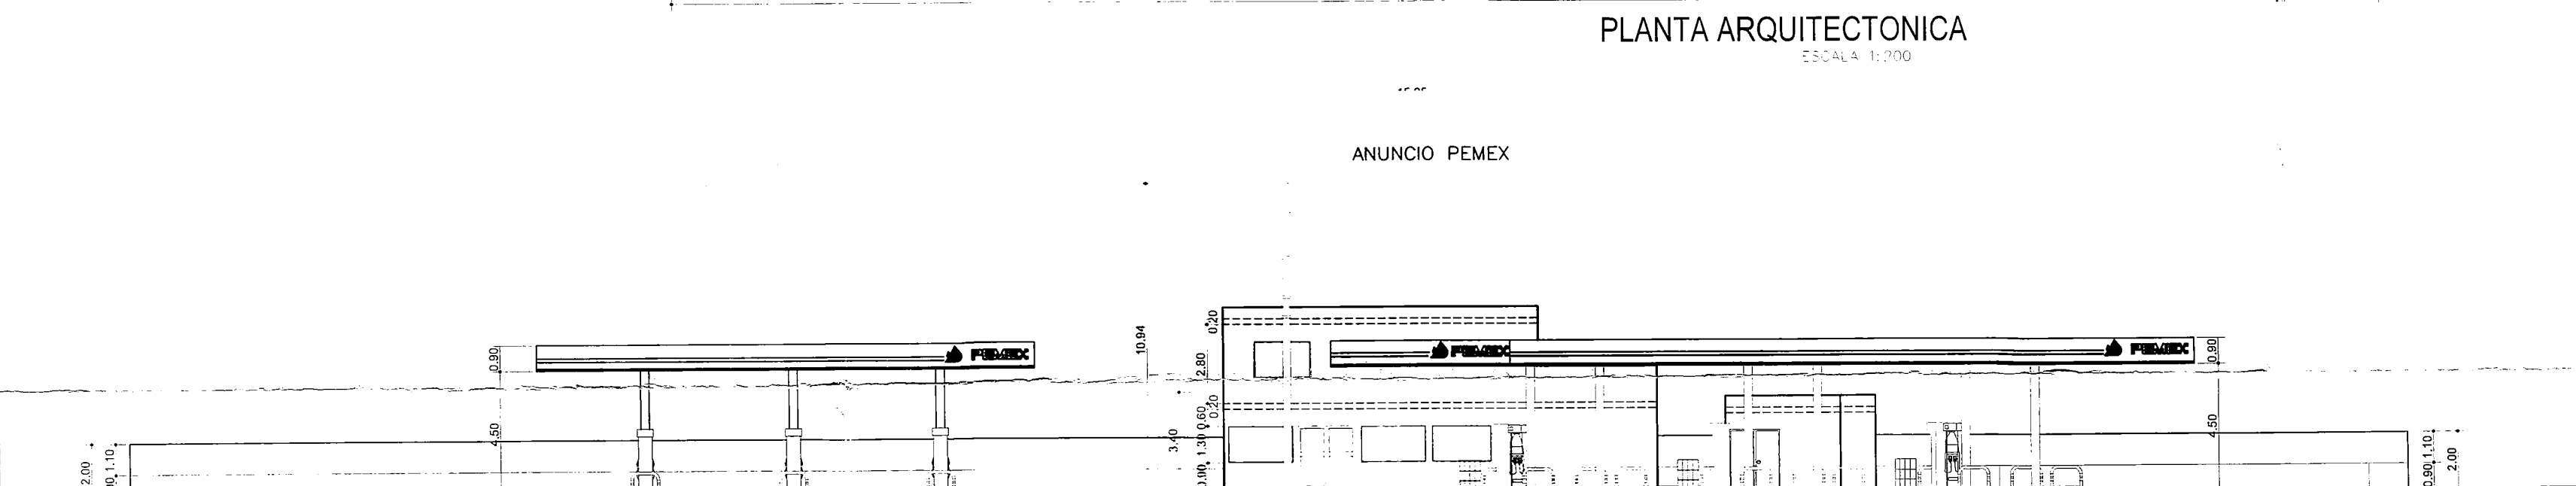 PLANTA ARQUITECTONICA
ESCALA 1:200
ANUNCIO PEMEX
0.20
10.94
0.90
PEMEX
PEMEX
PEMEX
0.90
2.80
0.20
0.60
4.50
1.30
3.40
4.50
1.10
2.00
1.10
0.90
2.00